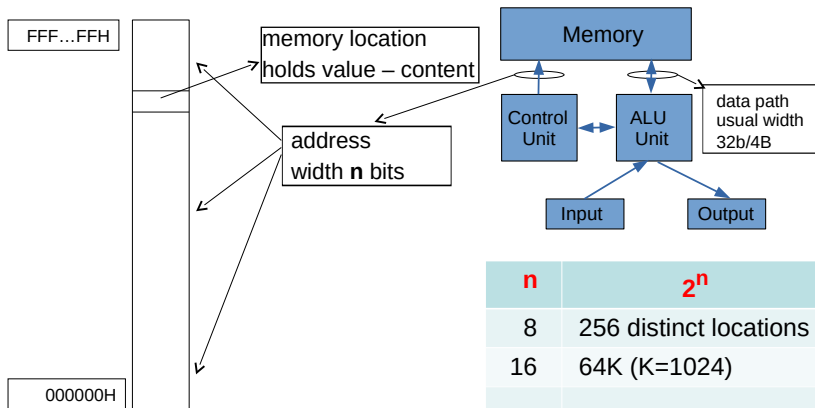 FFF…FFH
memory location
holds value – content
address
width n bits
000000H
Memory
Control
Unit
ALU
Unit
data path
usual width
32b/4B
Input
Output
n 2^n
8 256 distinct locations
16 64K (K=1024)